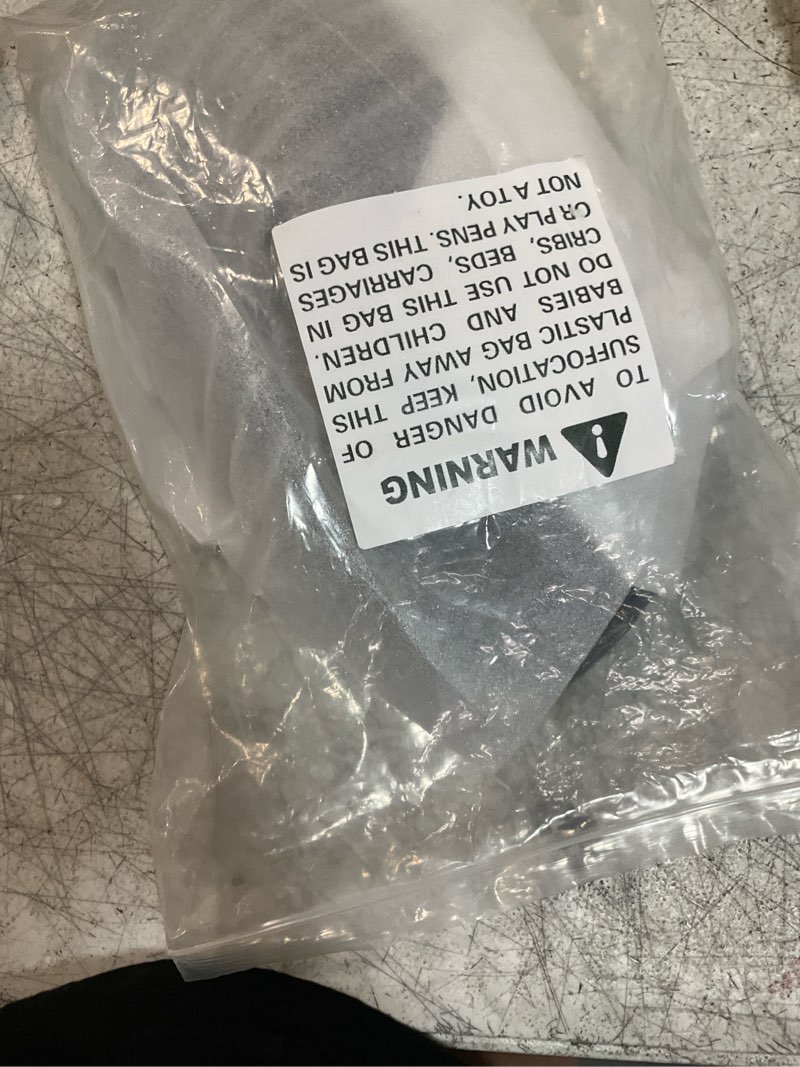 WARNING
TO AVOID DANGER OF
SUFFOCATION, KEEP THIS
PLASTIC BAG AWAY FROM
BABIES AND CHILDREN.
DO NOT USE THIS BAG IN
CRIBS, BEDS, CARRIAGES
OR PLAY PENS. THIS BAG IS
NOT A TOY.